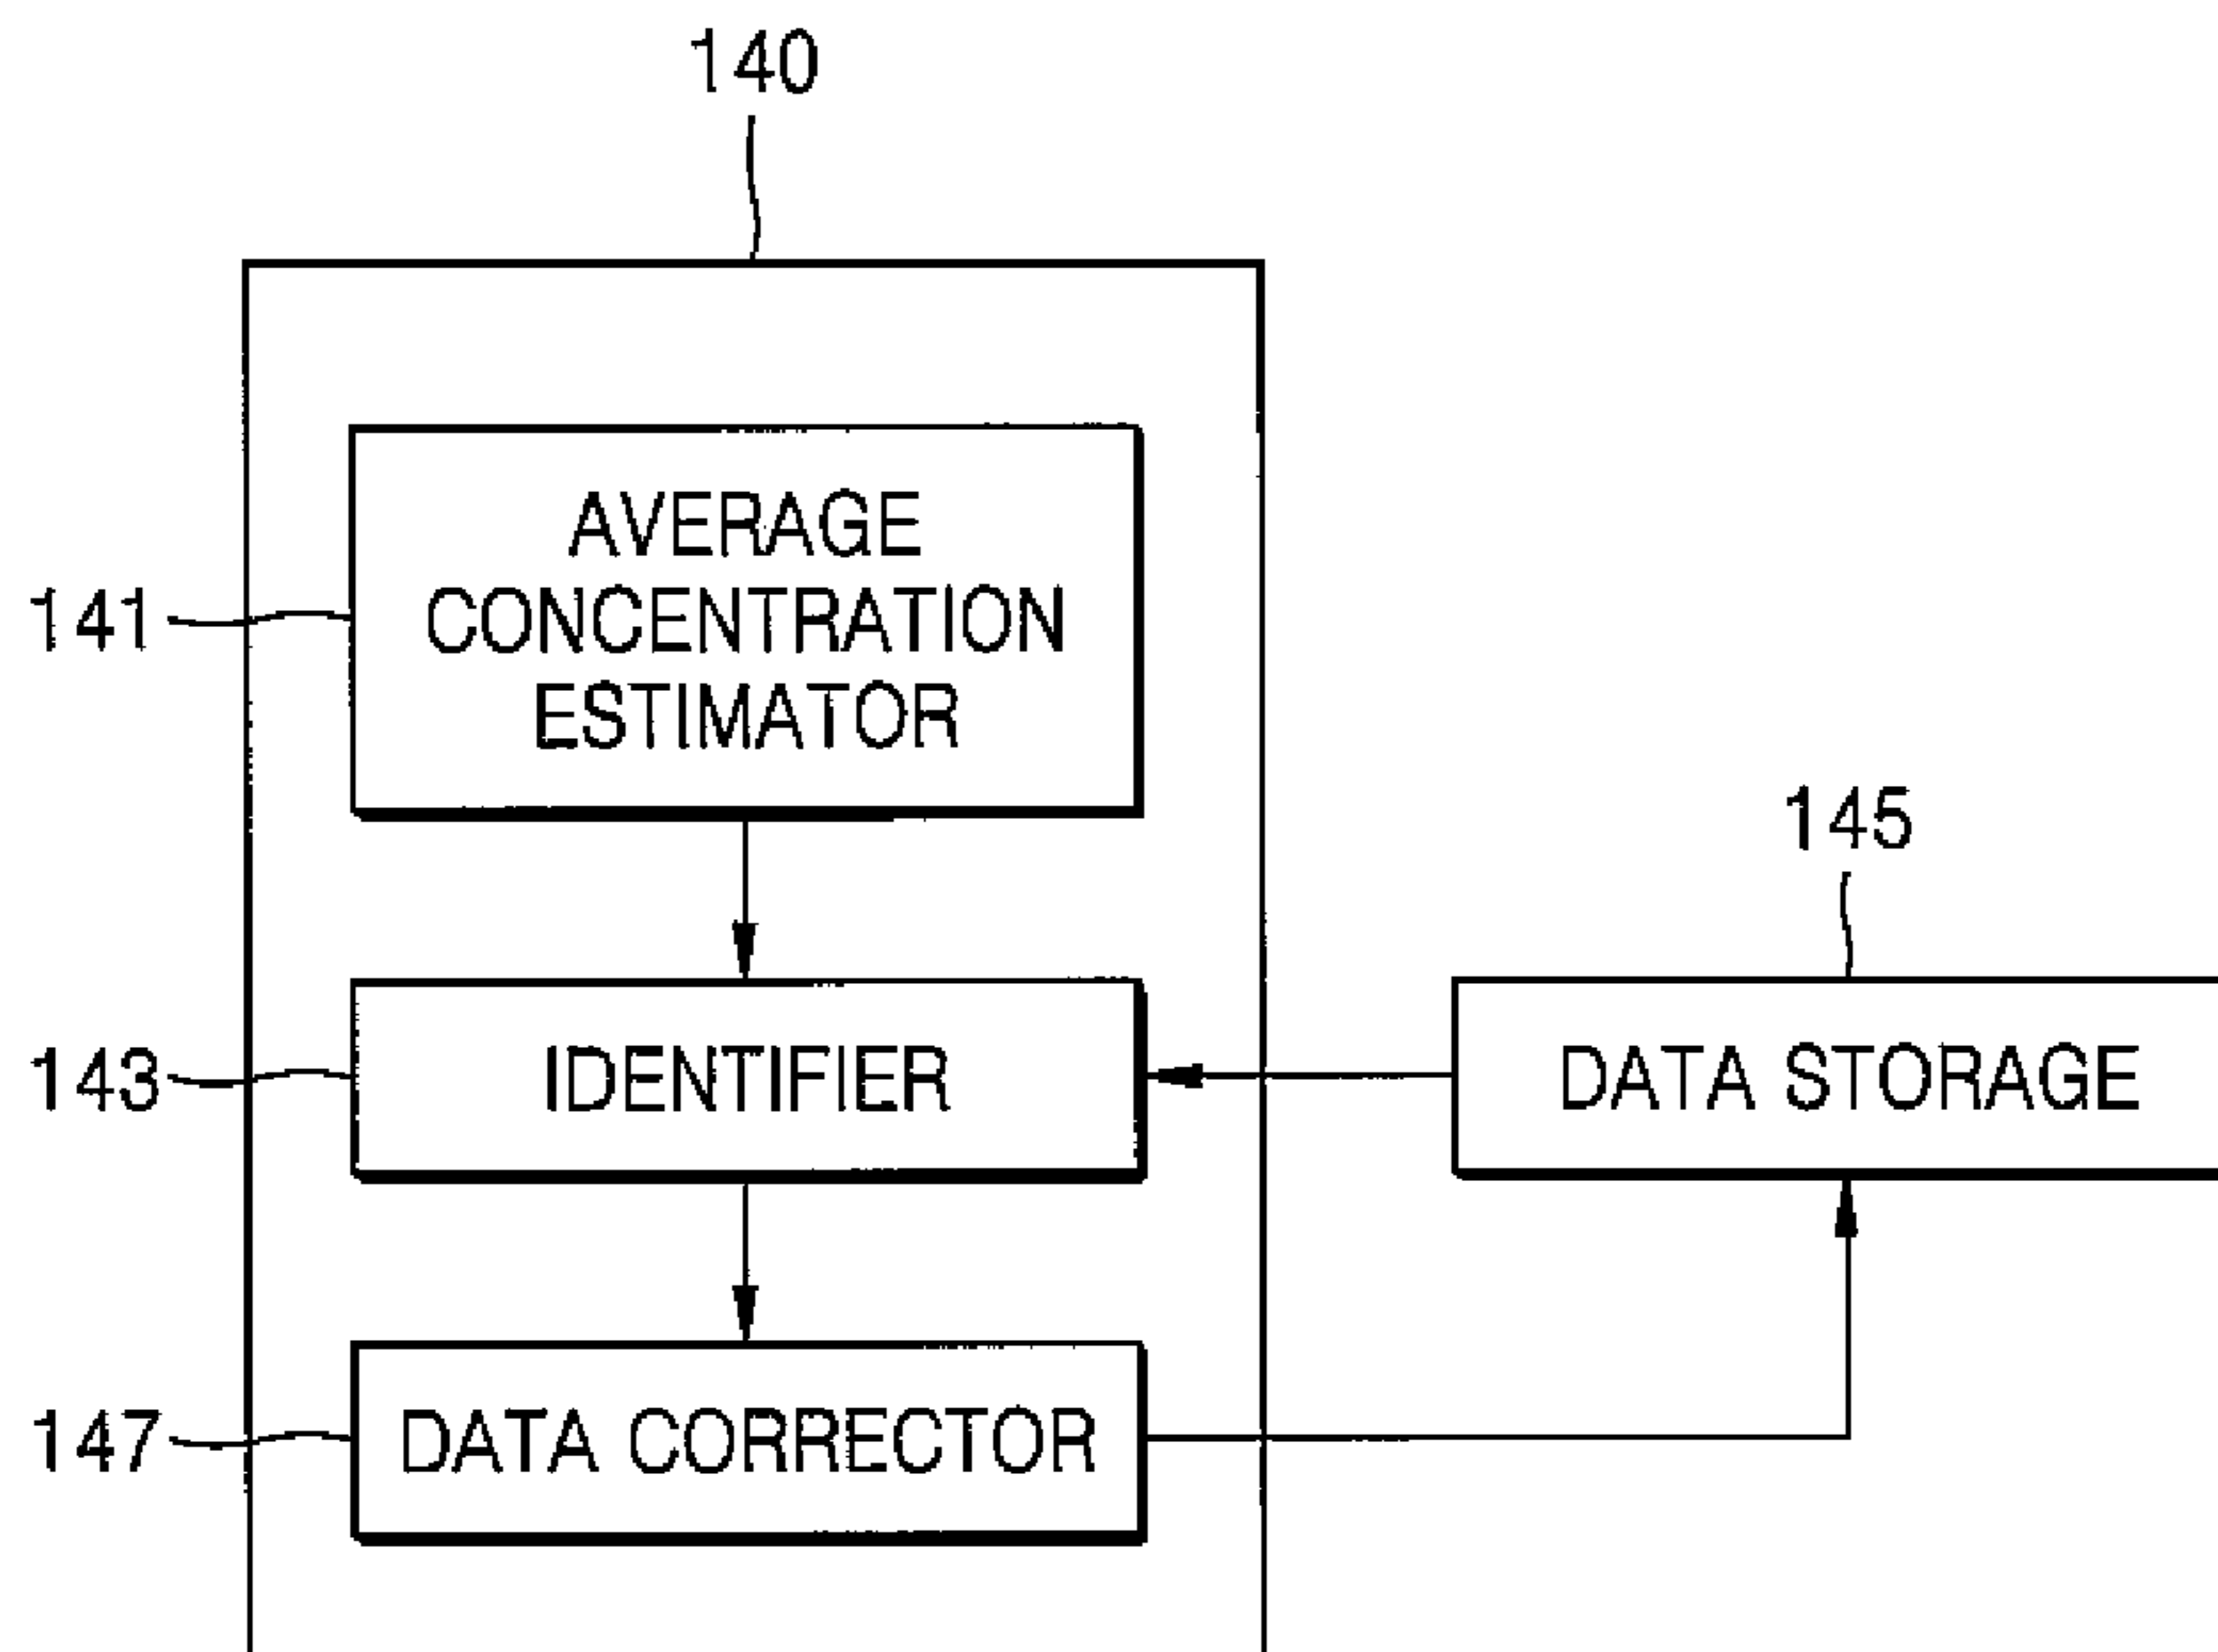 140
AVERAGE
CONCENTRATION
ESTIMATOR
141
145
143
IDENTIFIER
DATA STORAGE
147
DATA CORRECTOR